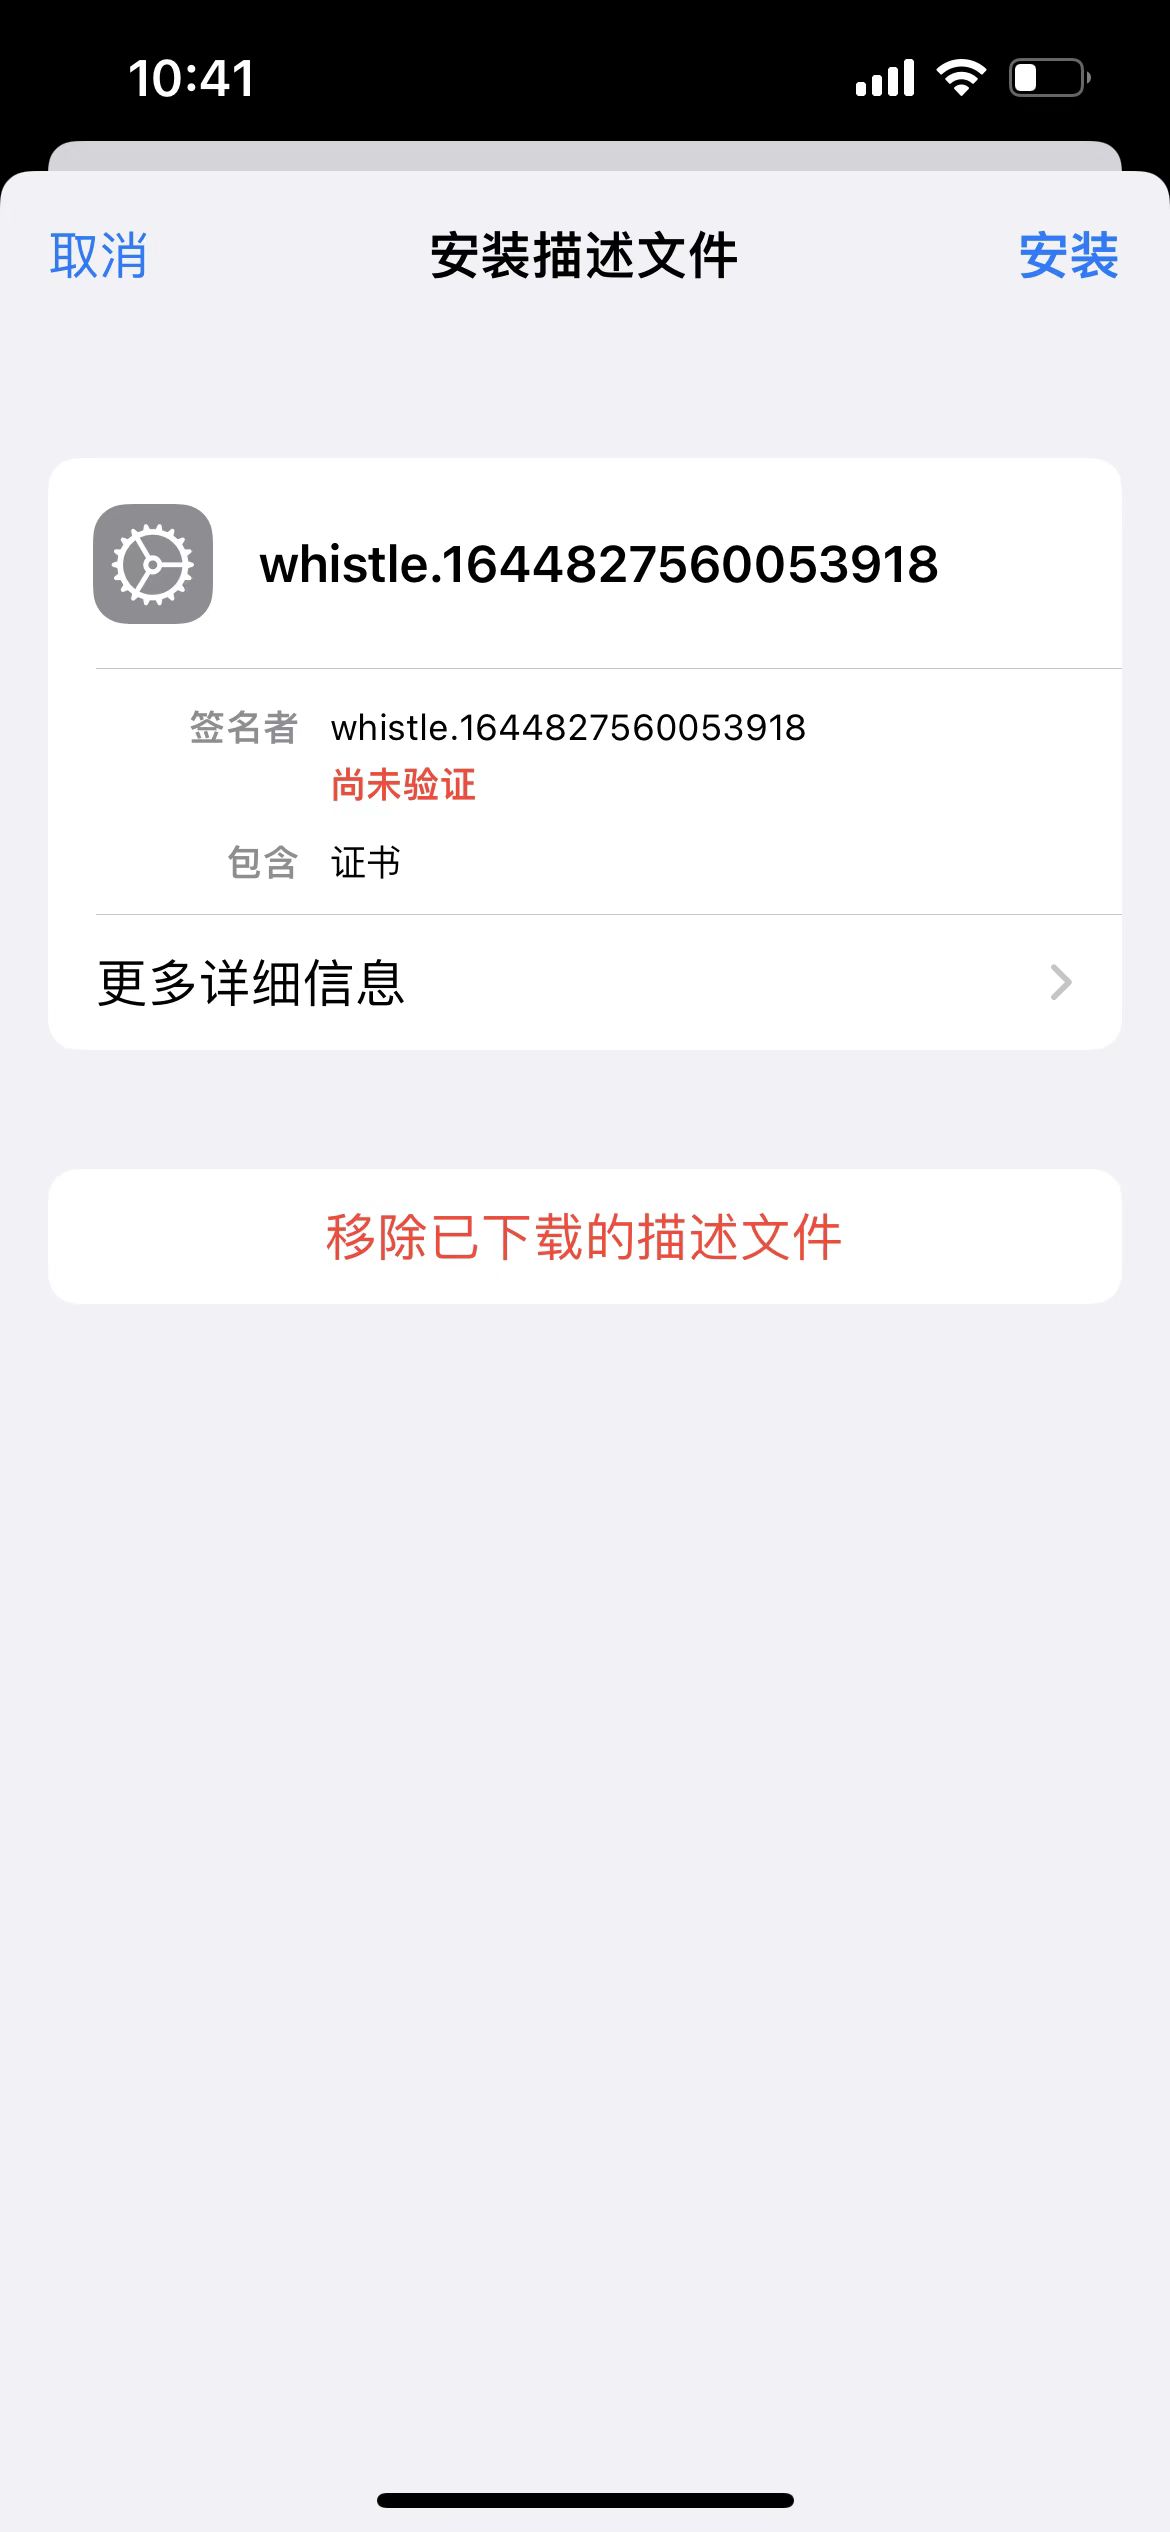 10:41
取消 安装描述文件 安装
whistle.1644827560053918
签名者 whistle.1644827560053918
尚未验证
包含 证书
更多详细信息
移除已下载的描述文件